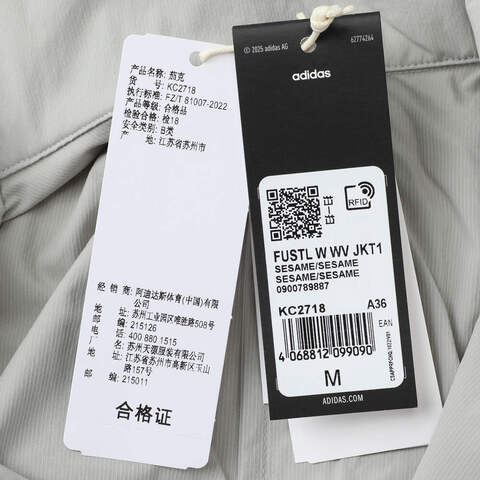 产品名称: 茄克
货 号: KC2718
执行标准: FZ/T 81007-2022
产品等级: 合格品
检验合格: 检18
安全类别: B类
产 地: 江苏省苏州市
经 销 商: 阿迪达斯体育(中国)有限
公司
地 址: 苏州工业园区唯胜路508号
邮 编: 215126
电 话: 400 880 1515
制 造 商: 苏州天源服装有限公司
地 址: 江苏省苏州市高新区玉山
路157号
邮 编: 215011
合格证
© 2025 adidas AG
62774264
adidas
RFID
FUSTL W WV JKT1
SESAME/SESAME
SESAME/SESAME
0900789887
KC2718 A36
EAN
4 068812 099090
M
ADIDAS.COM